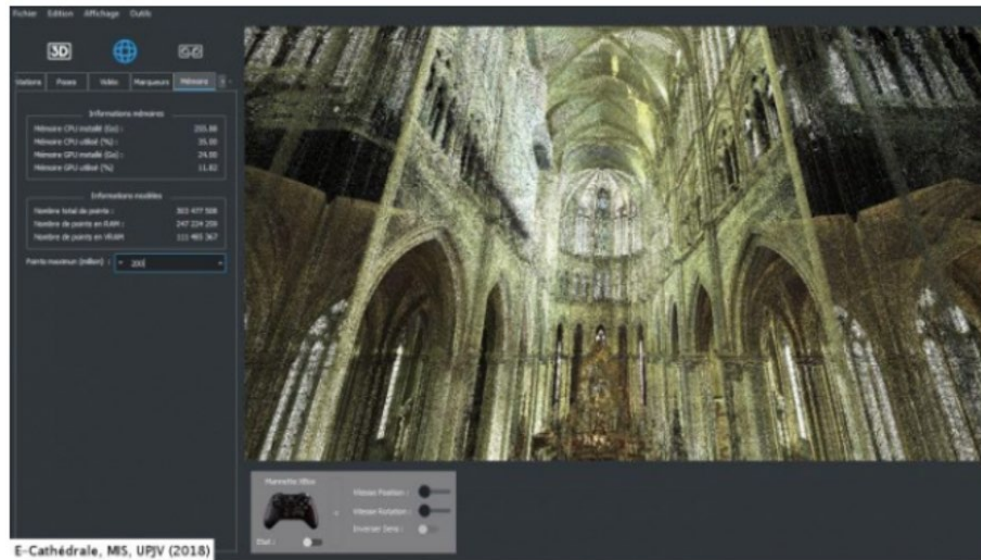 Fichier Edition Affichage Outils
3D
Stations Poses Vidéo Marqueurs Mémoire
Informations mémoires
Mémoire CPU installé (Go) :
Mémoire CPU utilisé (%) : 35.00
Mémoire GPU installé (Go) : 24.00
Mémoire GPU utilisé (%) 11.82
Informations modèles
Nombre total de points :
Nombre de points en RAM :
Nombre de points en VRAM
Points maximum (million) : 200
Mannette XBox
Vitesse Position :
Vitesse Rotation :
Inverser Sens :
Etat :
E-Cathédrale, MIS, UPJV (2018)